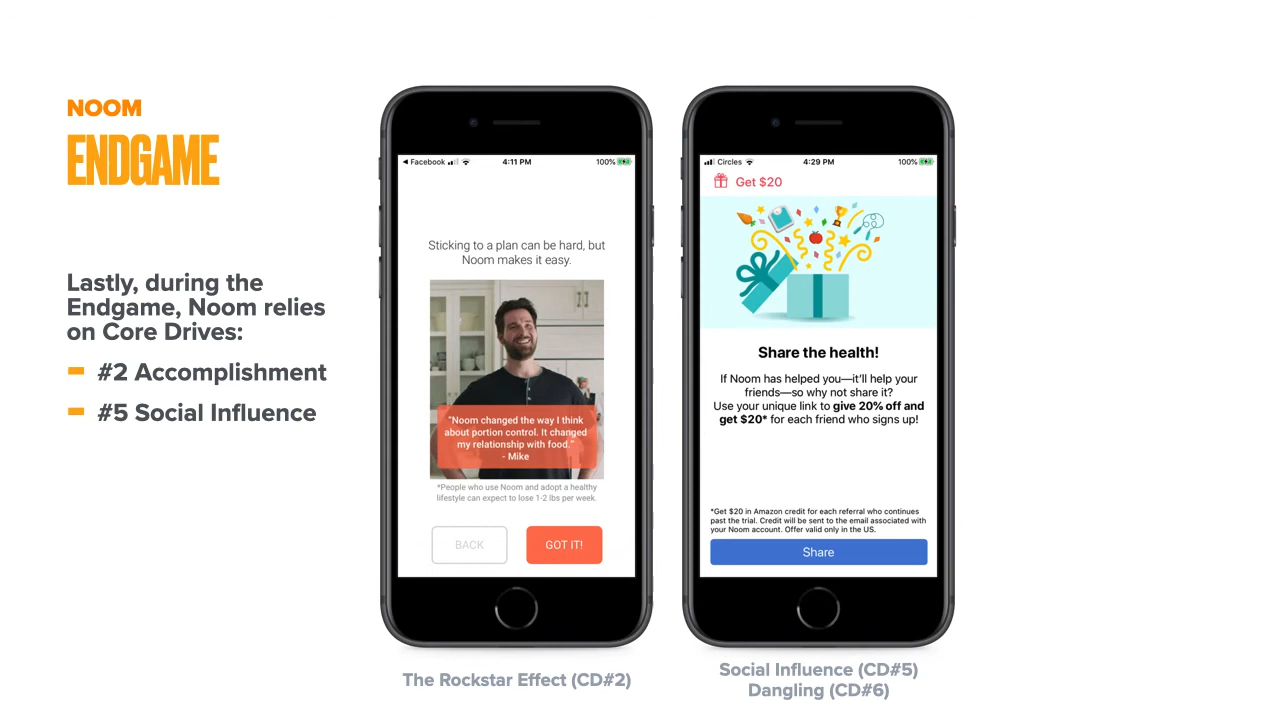 NOOM
ENDGAME
Lastly, during the
Endgame, Noom relies
on Core Drives:
#2 Accomplishment
#5 Social Influence
Facebook
4:11 PM
100%
Sticking to a plan can be hard, but
Noom makes it easy.
"Noom changed the way I think
about portion control. It changed
my relationship with food."
- Mike
*People who use Noom and adopt a healthy
lifestyle can expect to lose 1-2 lbs per week.
BACK
GOT IT!
The Rockstar Effect (CD#2)
Circles
4:29 PM
100%
Get $20
Share the health!
If Noom has helped you—it'll help your
friends—so why not share it?
Use your unique link to give 20% off and
get $20* for each friend who signs up!
*Get $20 in Amazon credit for each referral who continues
past the trial. Credit will be sent to the email associated with
your Noom account. Offer valid only in the US.
Share
Social Influence (CD#5)
Dangling (CD#6)